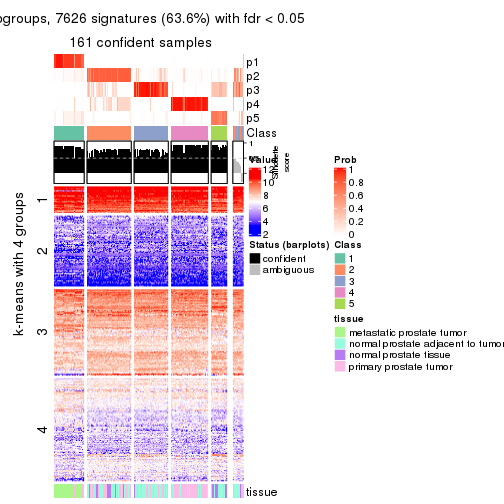 ogroups, 7626 signatures (63.6%) with fdr < 0.05
161 confident samples
p1
p2
p3
p4
p5
Class
1
Silhouette
score
Value
12
10
8
6
4
2
Prob
1
0.8
0.6
0.4
0.2
0
Status (barplots)
confident
ambiguous
Class
1
2
3
4
5
tissue
metastatic prostate tumor
normal prostate adjacent to tumor
normal prostate tissue
primary prostate tumor
k-means with 4 groups
1
2
3
4
tissue